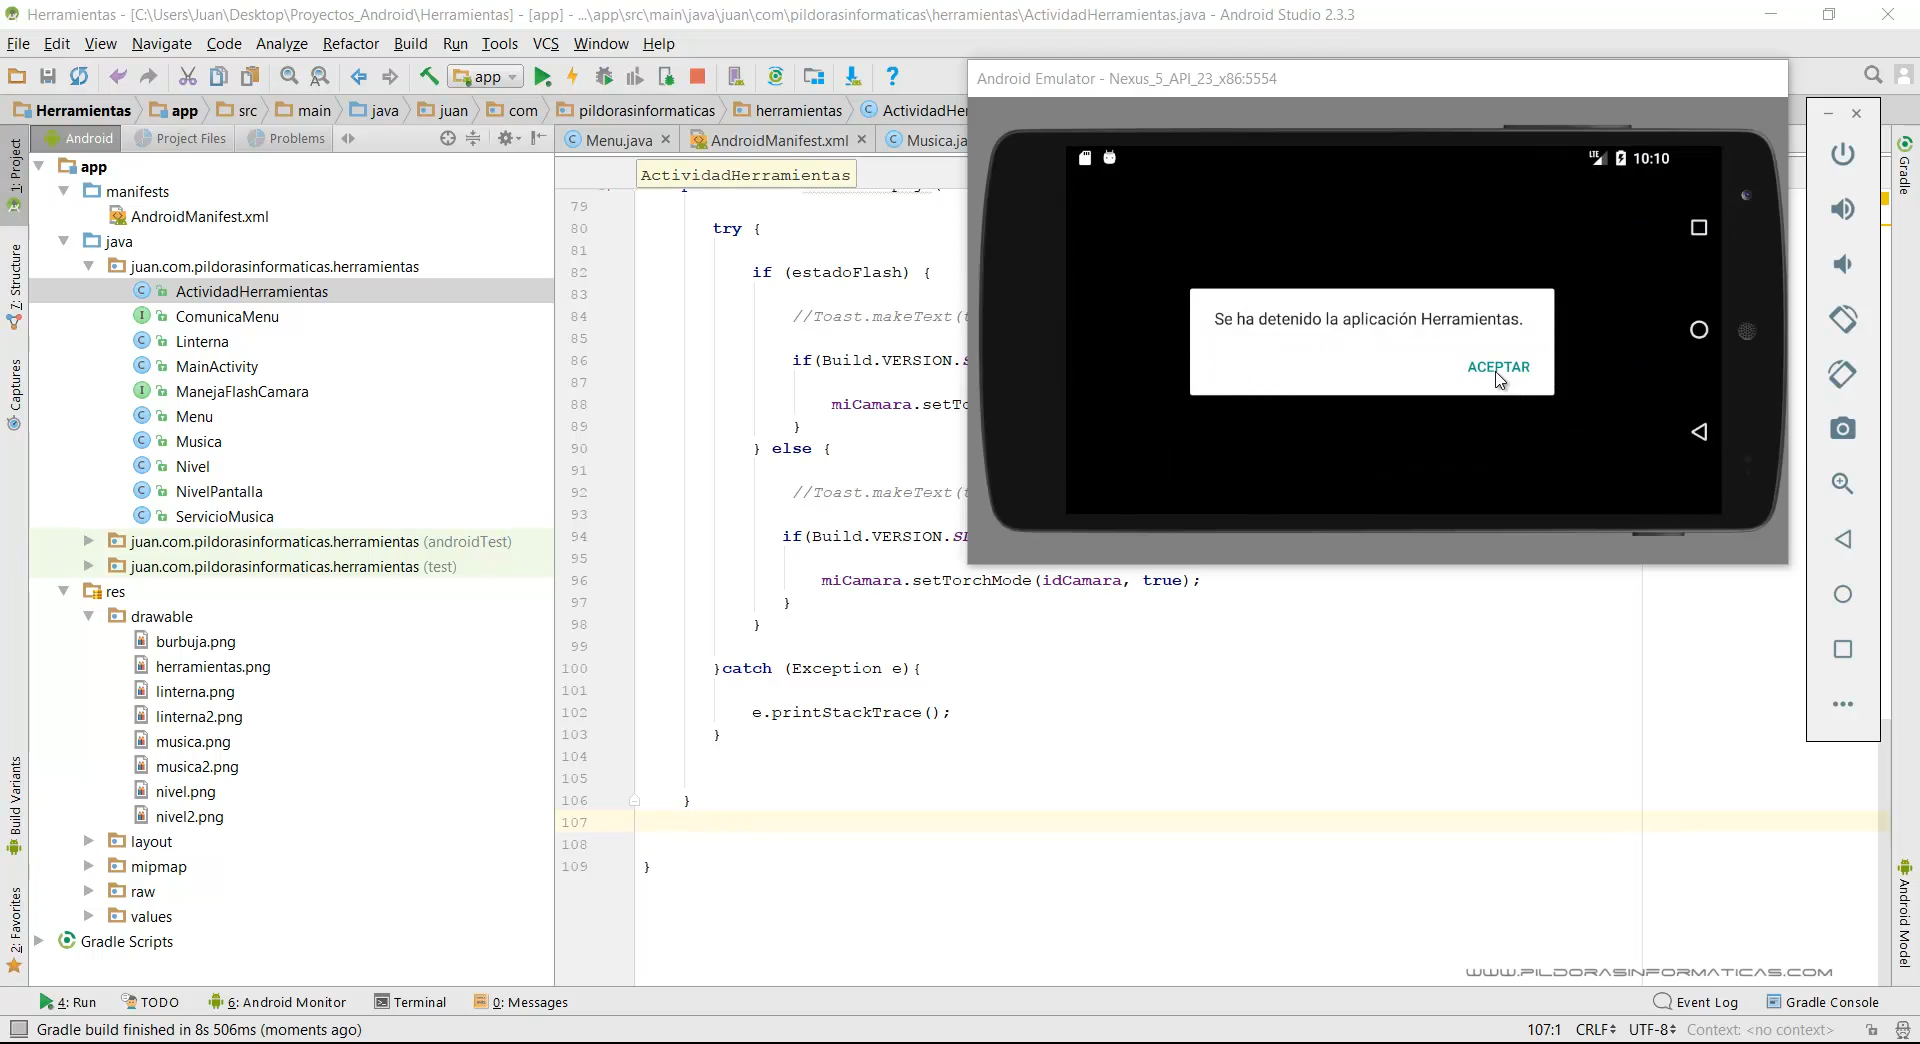 Herramientas - [C:\Users\Juan\Desktop\Proyectos_Android\Herramientas] - [app] - ...\app\src\main\java\juan\com\pildorasinformaticas\herramientas\ActividadHerramientas.java - Android Studio 2.3.3
File Edit View Navigate Code Analyze Refactor Build Run Tools VCS Window Help
app
Android Emulator - Nexus_5_API_23_x86:5554
Herramientas app src main java juan com pildorasinformaticas herramientas ActividadHe
Android Project Files Problems
Menu.java AndroidManifest.xml Musica.ja
ActividadHerramientas
1: Project
7: Structure
Captures
Build Variants
2: Favorites
app
manifests
AndroidManifest.xml
java
juan.com.pildorasinformaticas.herramientas
ActividadHerramientas
ComunicaMenu
Linterna
MainActivity
ManejaFlashCamara
Menu
Musica
Nivel
NivelPantalla
ServicioMusica
juan.com.pildorasinformaticas.herramientas (androidTest)
juan.com.pildorasinformaticas.herramientas (test)
res
drawable
burbuja.png
herramientas.png
linterna.png
linterna2.png
musica.png
musica2.png
nivel.png
nivel2.png
layout
mipmap
raw
values
Gradle Scripts
79
80 try {
81
82 if (estadoFlash) {
83
84 //Toast.makeText(
85
86 if(Build.VERSION.
87
88 miCamara.setTo
89 }
90 } else {
91
92 //Toast.makeText(
93
94 if(Build.VERSION.
95
96 miCamara.setTorchMode(idCamara, true);
97 }
98 }
99
100 }catch (Exception e){
101
102 e.printStackTrace();
103 }
104
105
106 }
107
108
109 }
LTE 10:10
Se ha detenido la aplicación Herramientas.
ACEPTAR
Gradle
Android Model
WWW.PILDORASINFORMATICAS.COM
4: Run TODO 6: Android Monitor Terminal 0: Messages Event Log Gradle Console
Gradle build finished in 8s 506ms (moments ago) 107:1 CRLF UTF-8 Context: <no context>